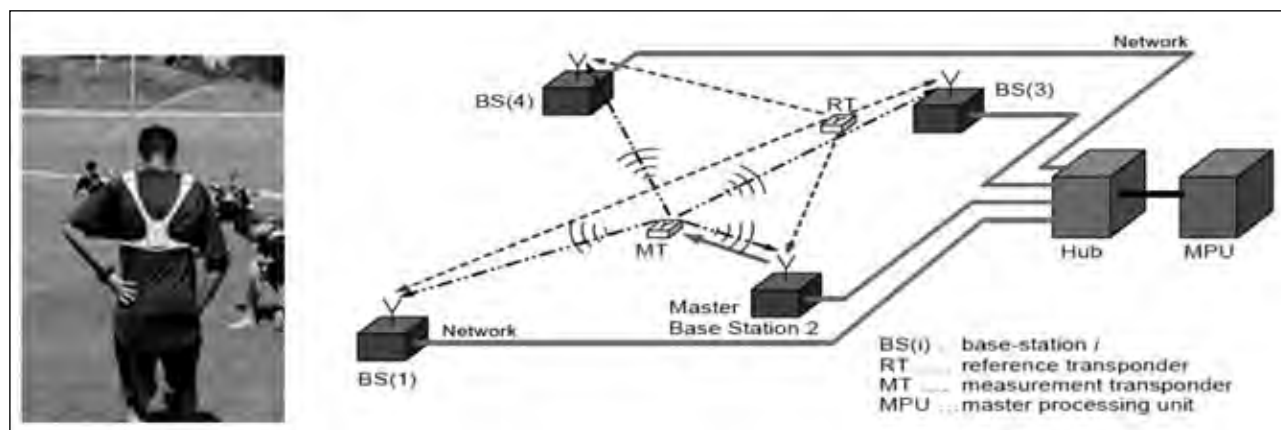 Network
BS(4)
RT
BS(3)
MT
Hub
MPU
Master
Base Station 2
Network
BS(1)
BS(i) . base-station i
RT ..... reference transponder
MT ..... measurement transponder
MPU ... master processing unit